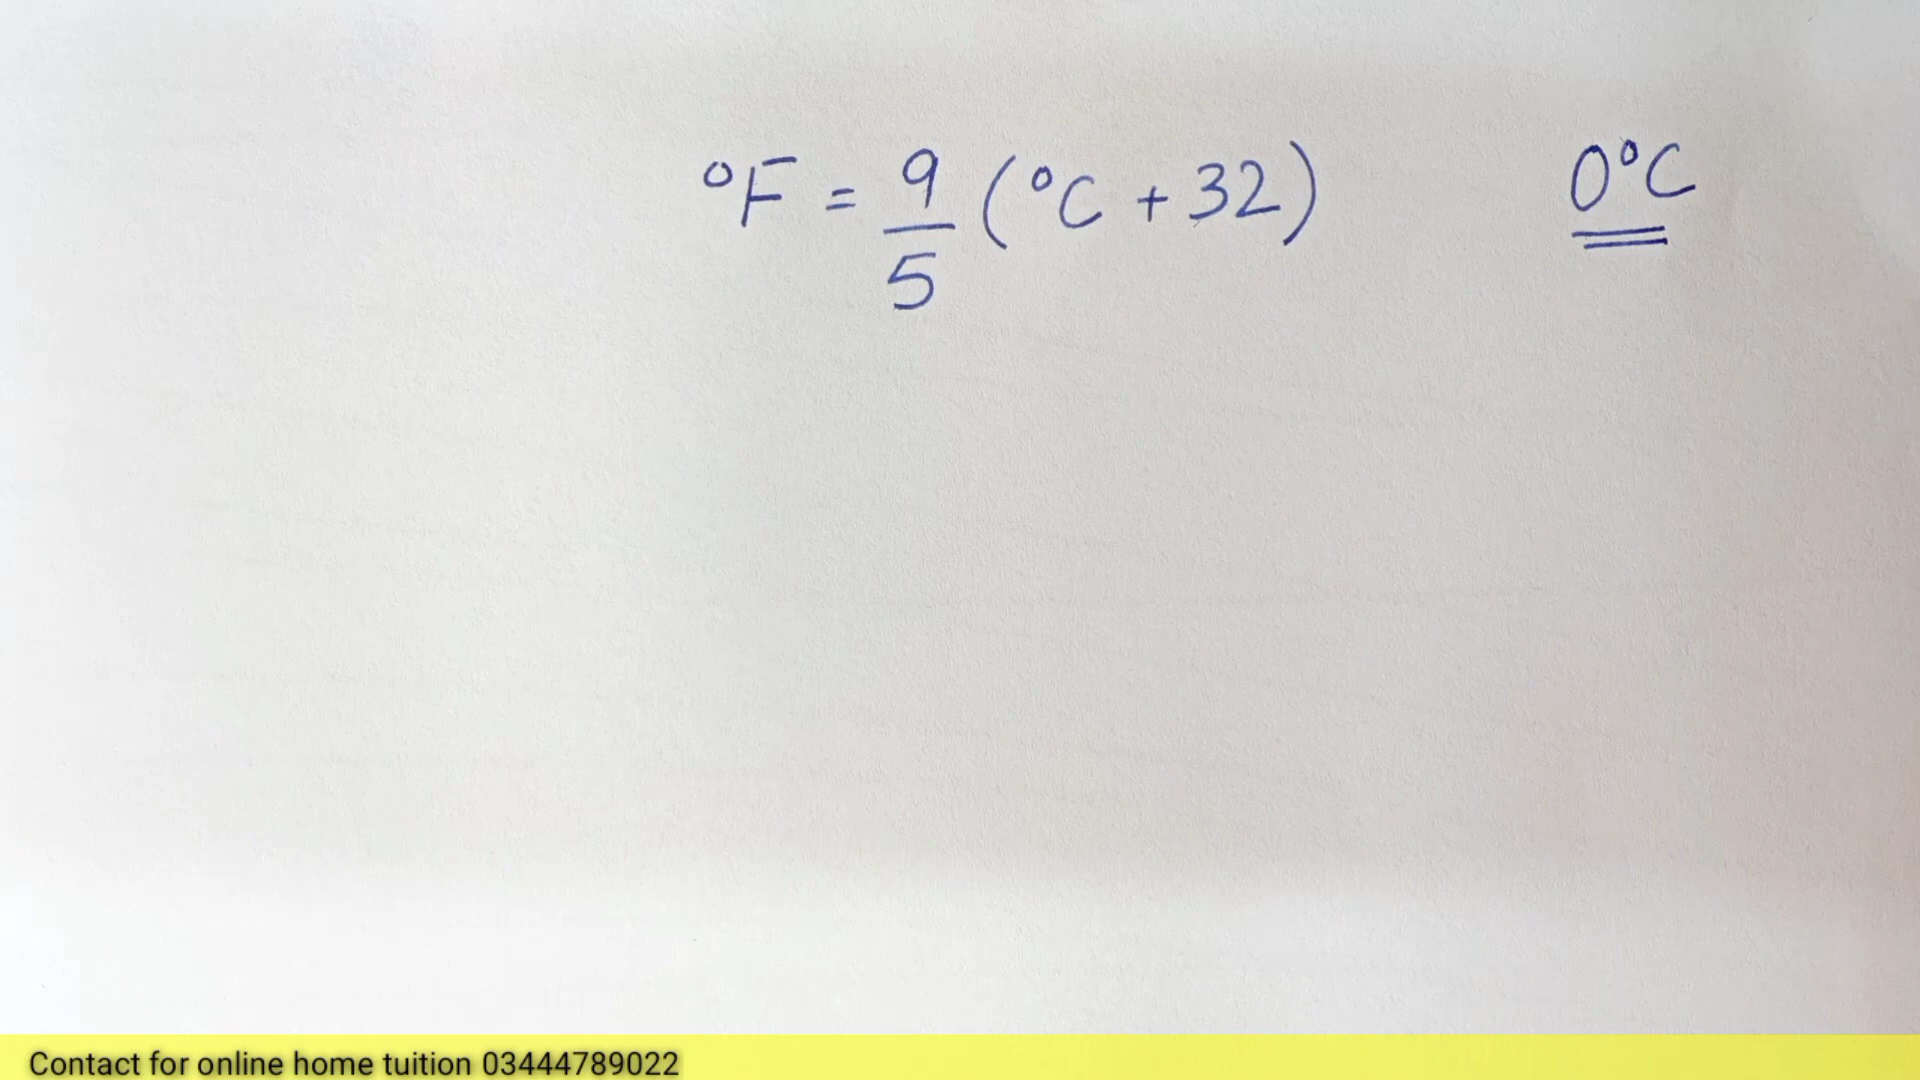 °F = 9/5 (°C + 32) 0°C
Contact for online home tuition 03444789022